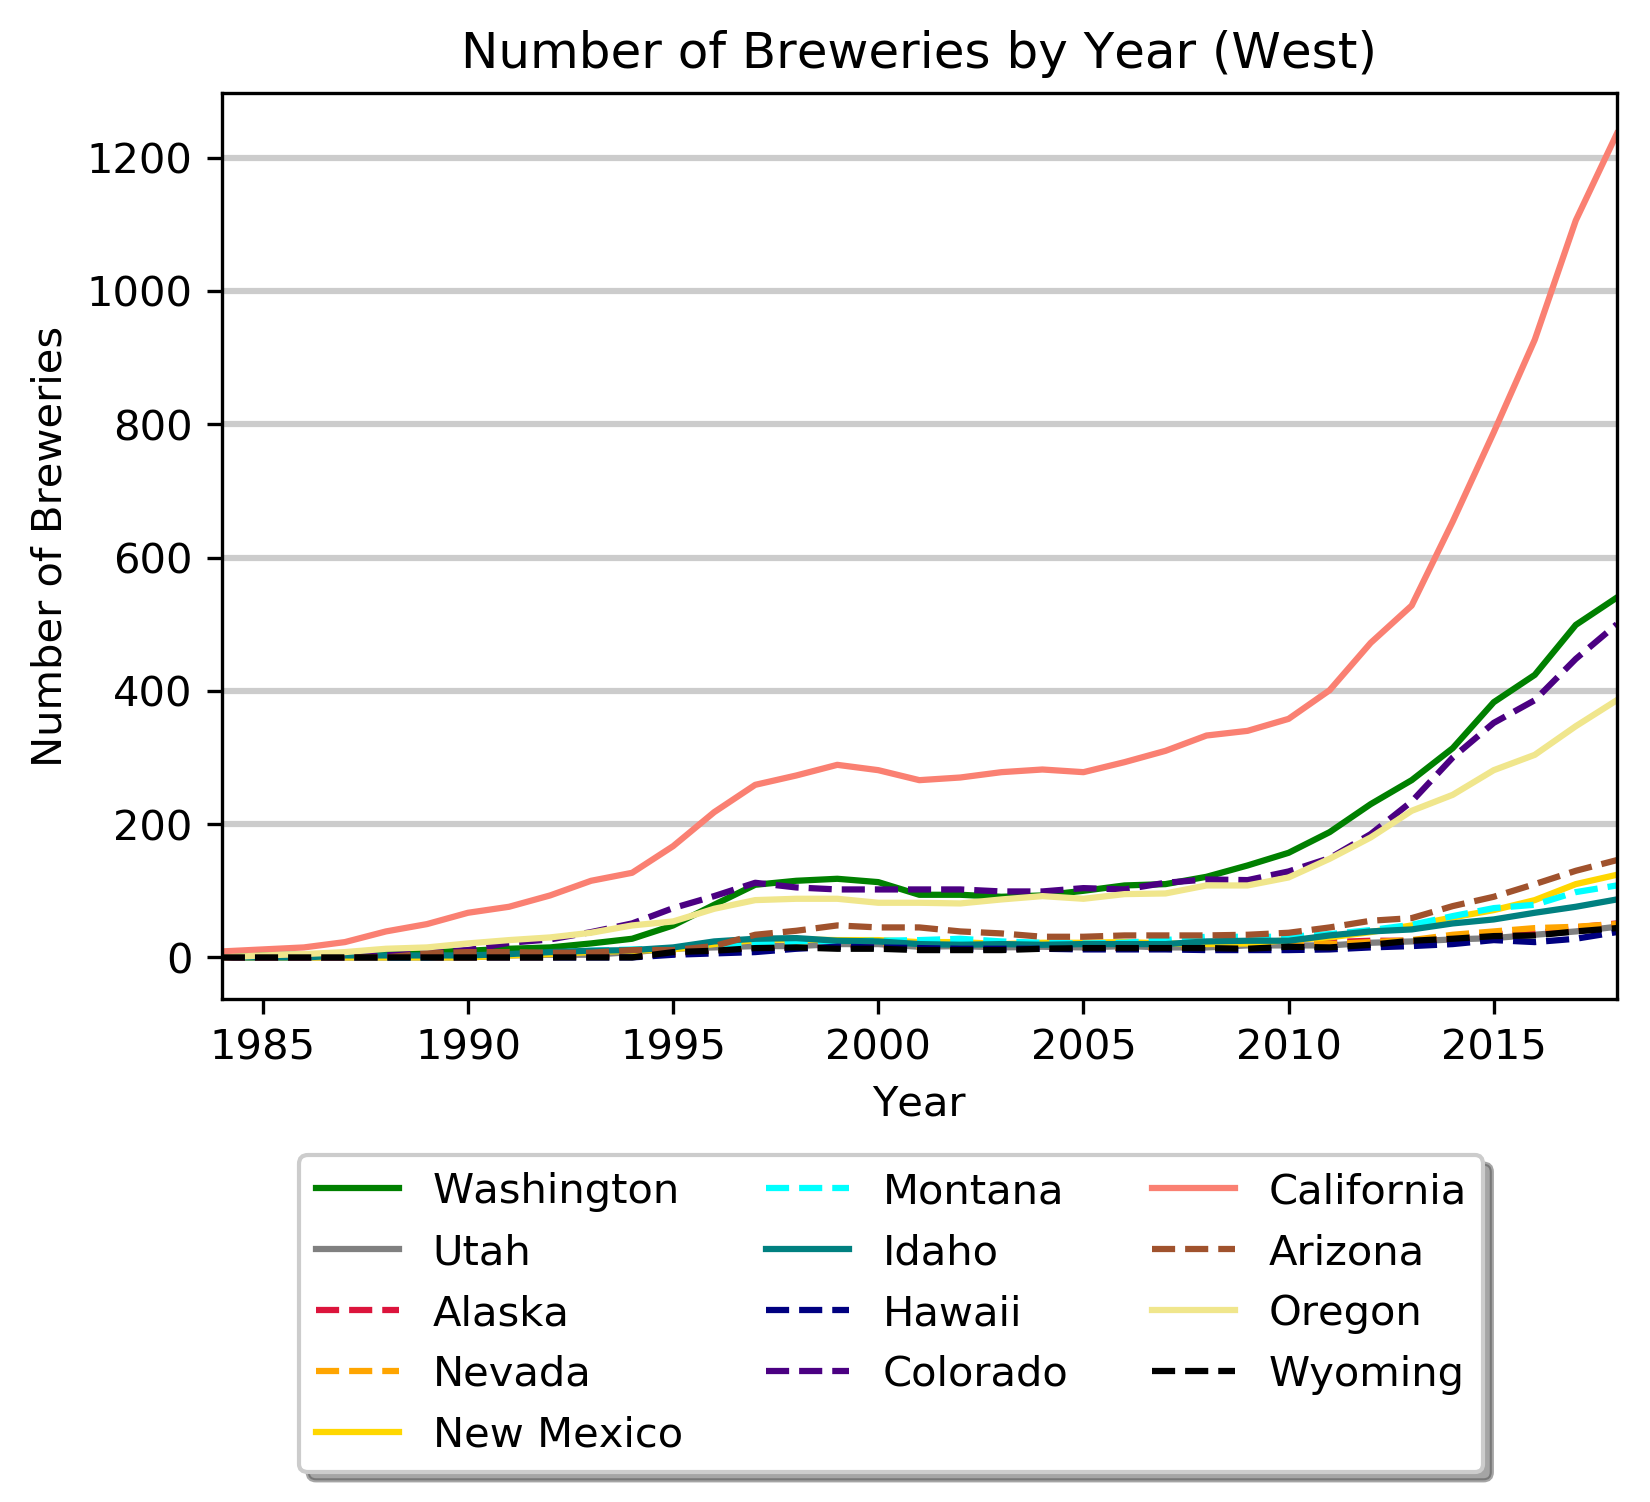 Number of Breweries by Year (West)
Number of Breweries
1200
1000
800
600
400
200
0
1985 1990 1995 2000 2005 2010 2015
Year
Washington Montana California
Utah Idaho Arizona
Alaska Hawaii Oregon
Nevada Colorado Wyoming
New Mexico